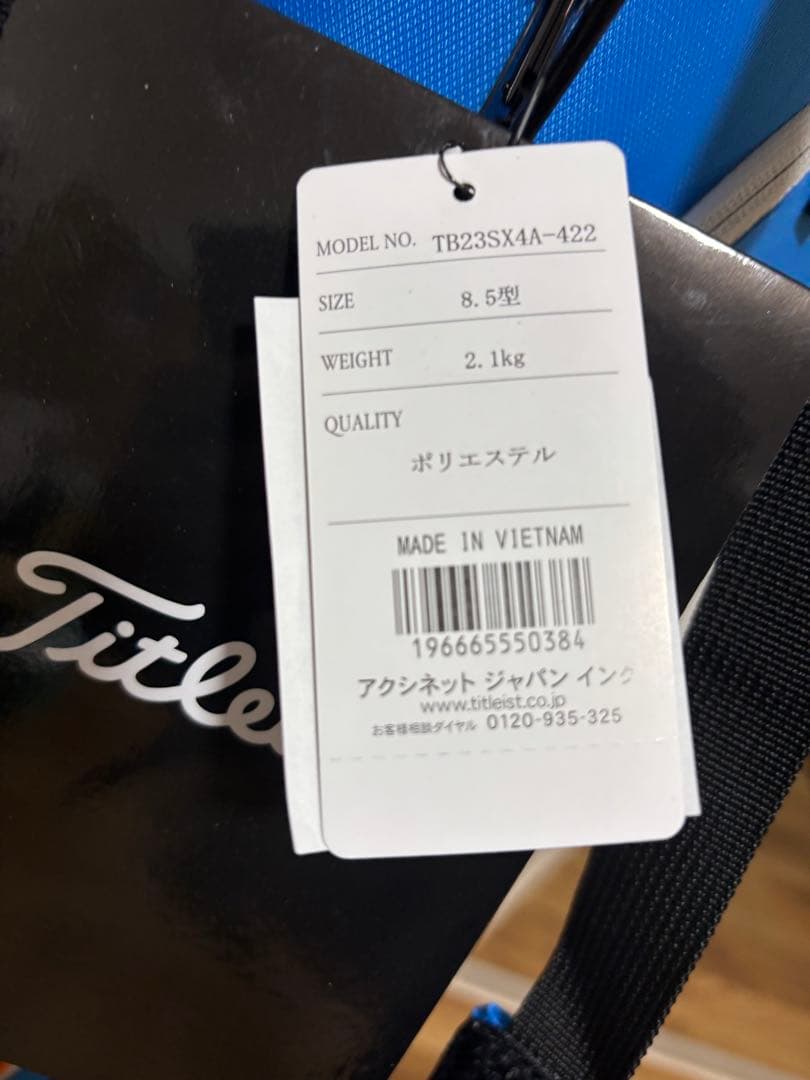 MODEL NO. TB23SX4A-422
SIZE 8.5型
WEIGHT 2.1kg
QUALITY
ポリエステル
MADE IN VIETNAM
196665550384
アクシネット ジャパン インク
www.titleist.co.jp
お客様相談ダイヤル 0120-935-325